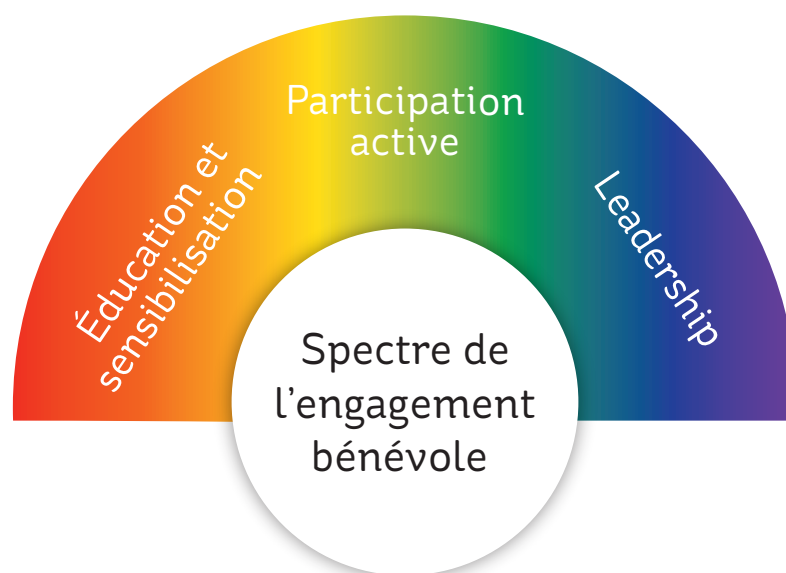 Éducation et
sensibilisation
Participation
active
Leadership
Spectre de
l’engagement
bénévole